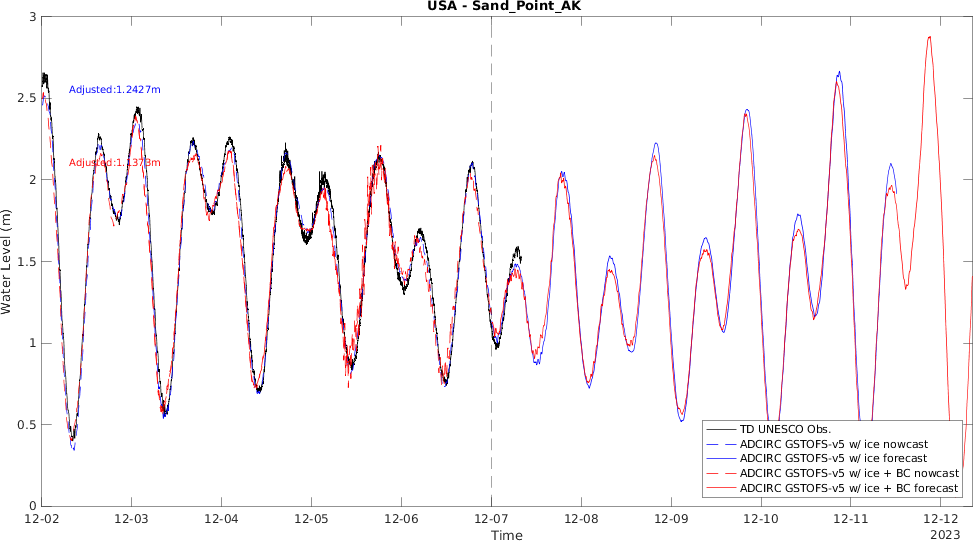 USA - Sand_Point_AK
3
2.5
2
1.5
1
0.5
0
Water Level (m)
Adjusted:1.2427m
Adjusted:1.1373m
TD UNESCO Obs.
ADCIRC GSTOFS-v5 w/ ice nowcast
ADCIRC GSTOFS-v5 w/ ice forecast
ADCIRC GSTOFS-v5 w/ ice + BC nowcast
ADCIRC GSTOFS-v5 w/ ice + BC forecast
12-02 12-03 12-04 12-05 12-06 12-07 12-08 12-09 12-10 12-11 12-12
Time 2023